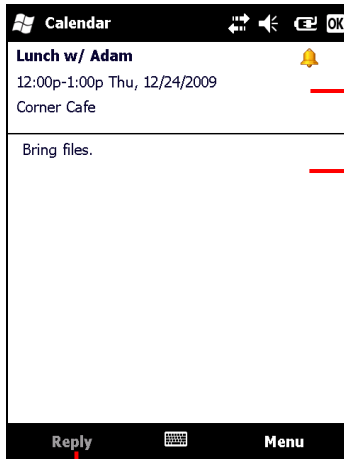 Calendar
OK
Lunch w/ Adam
12:00p-1:00p Thu, 12/24/2009
Corner Cafe
Bring files.
Reply Menu